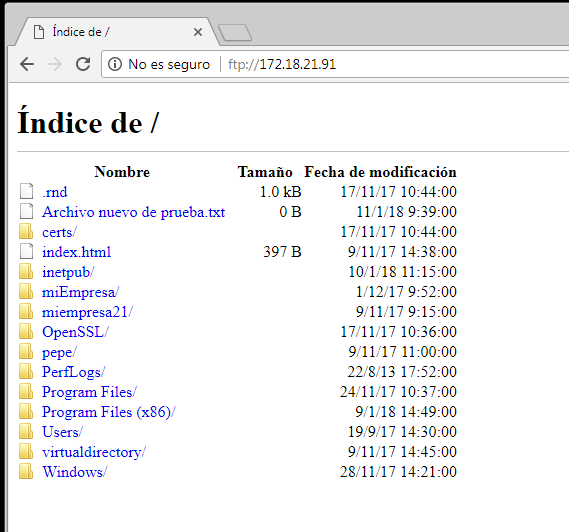 Índice de /
No es seguro ftp://172.18.21.91
Índice de /
Nombre Tamaño Fecha de modificación
.rnd 1.0 kB 17/11/17 10:44:00
Archivo nuevo de prueba.txt 0 B 11/1/18 9:39:00
certs/ 17/11/17 10:44:00
index.html 397 B 9/11/17 14:38:00
inetpub/ 10/1/18 11:15:00
miEmpresa/ 1/12/17 9:52:00
miempresa21/ 9/11/17 9:15:00
OpenSSL/ 17/11/17 10:36:00
pepe/ 9/11/17 11:00:00
PerfLogs/ 22/8/13 17:52:00
Program Files/ 24/11/17 10:37:00
Program Files (x86)/ 9/1/18 14:49:00
Users/ 19/9/17 14:30:00
virtualdirectory/ 9/11/17 14:45:00
Windows/ 28/11/17 14:21:00